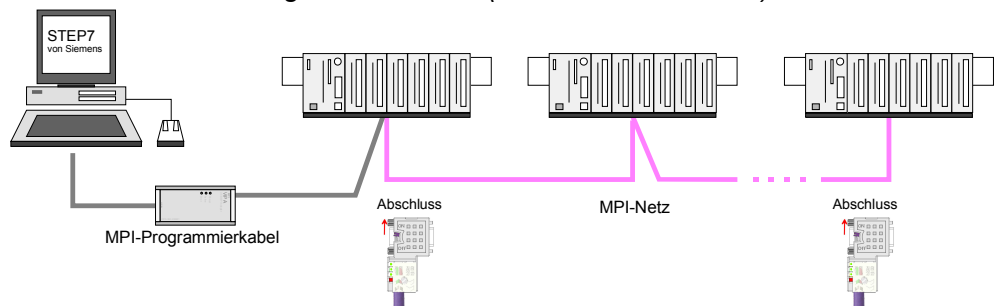 STEP7
von Siemens
Abschluss
MPI-Netz
Abschluss
MPI-Programmierkabel